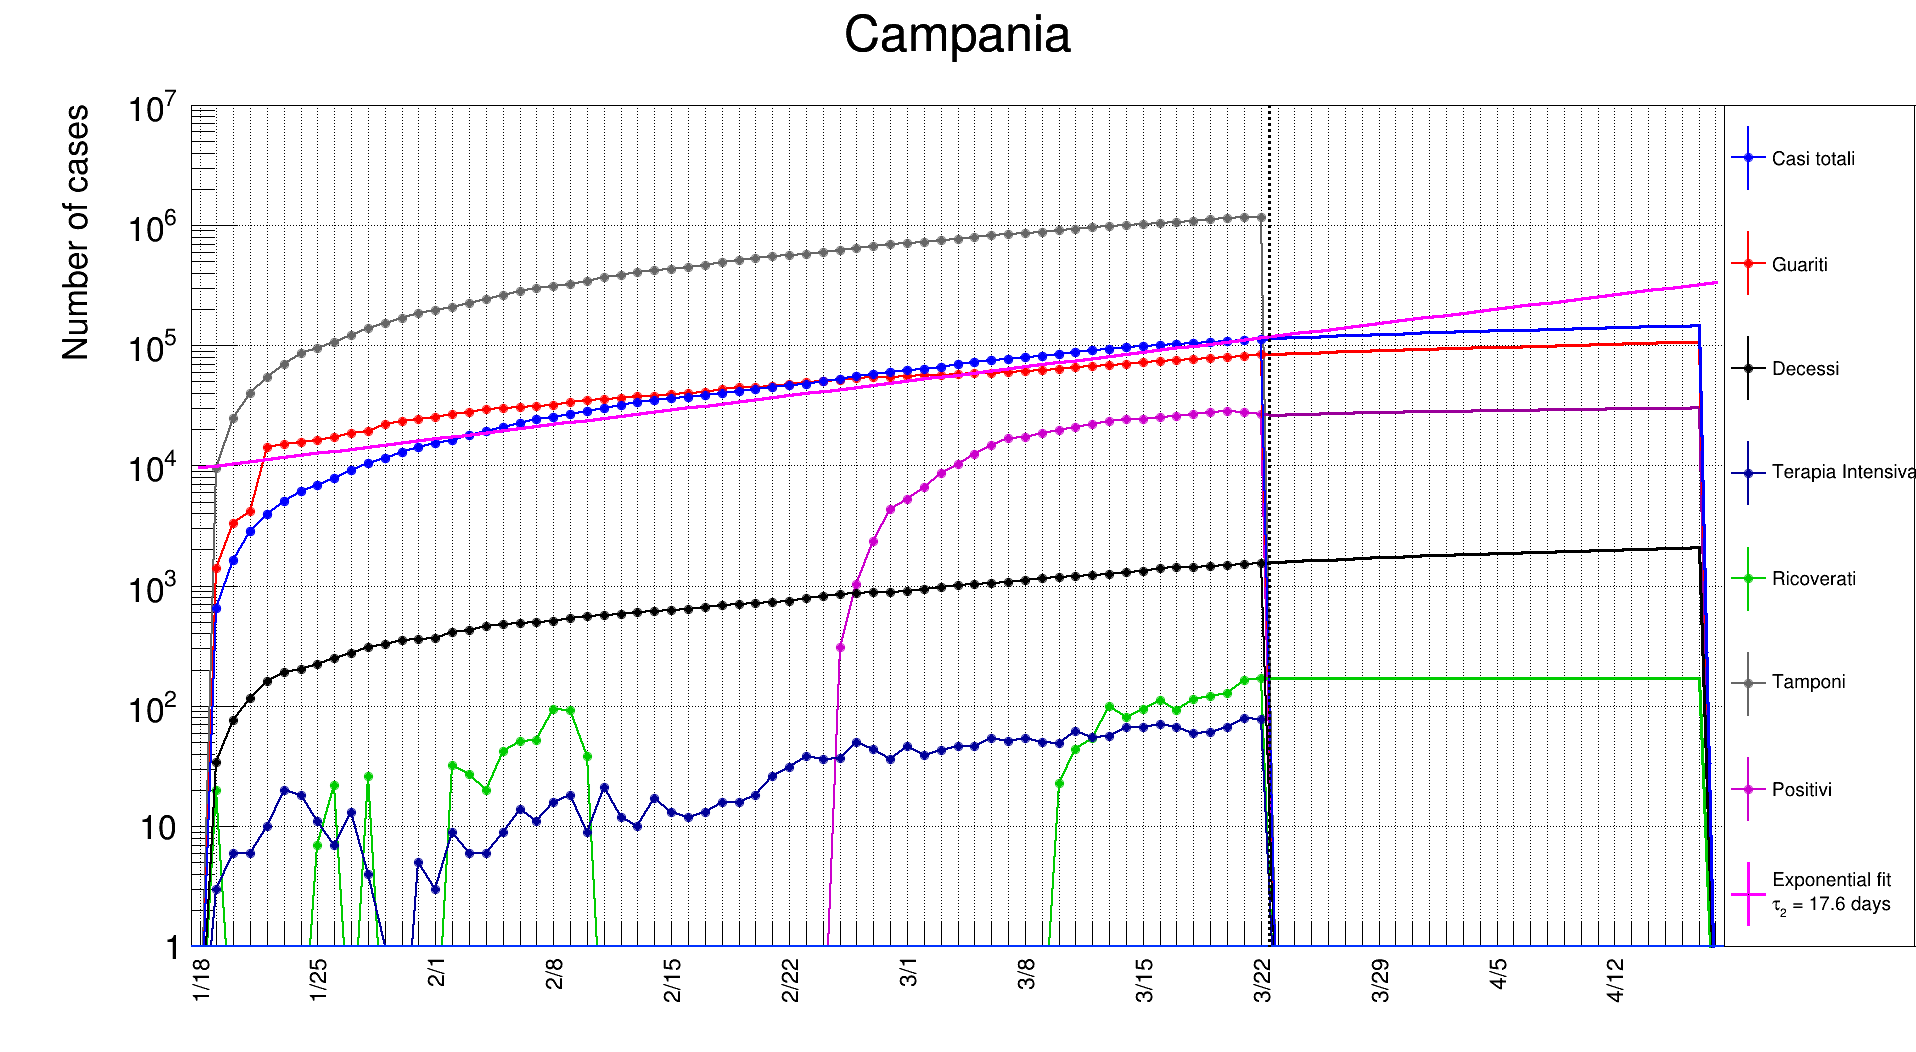 Campania
Number of cases
10^7
10^6
10^5
10^4
10^3
10^2
10
1
1/18 1/25 2/1 2/8 2/15 2/22 3/1 3/8 3/15 3/22 3/29 4/5 4/12
Casi totali
Guariti
Decessi
Terapia Intensiva
Ricoverati
Tamponi
Positivi
Exponential fit
τ₂ = 17.6 days